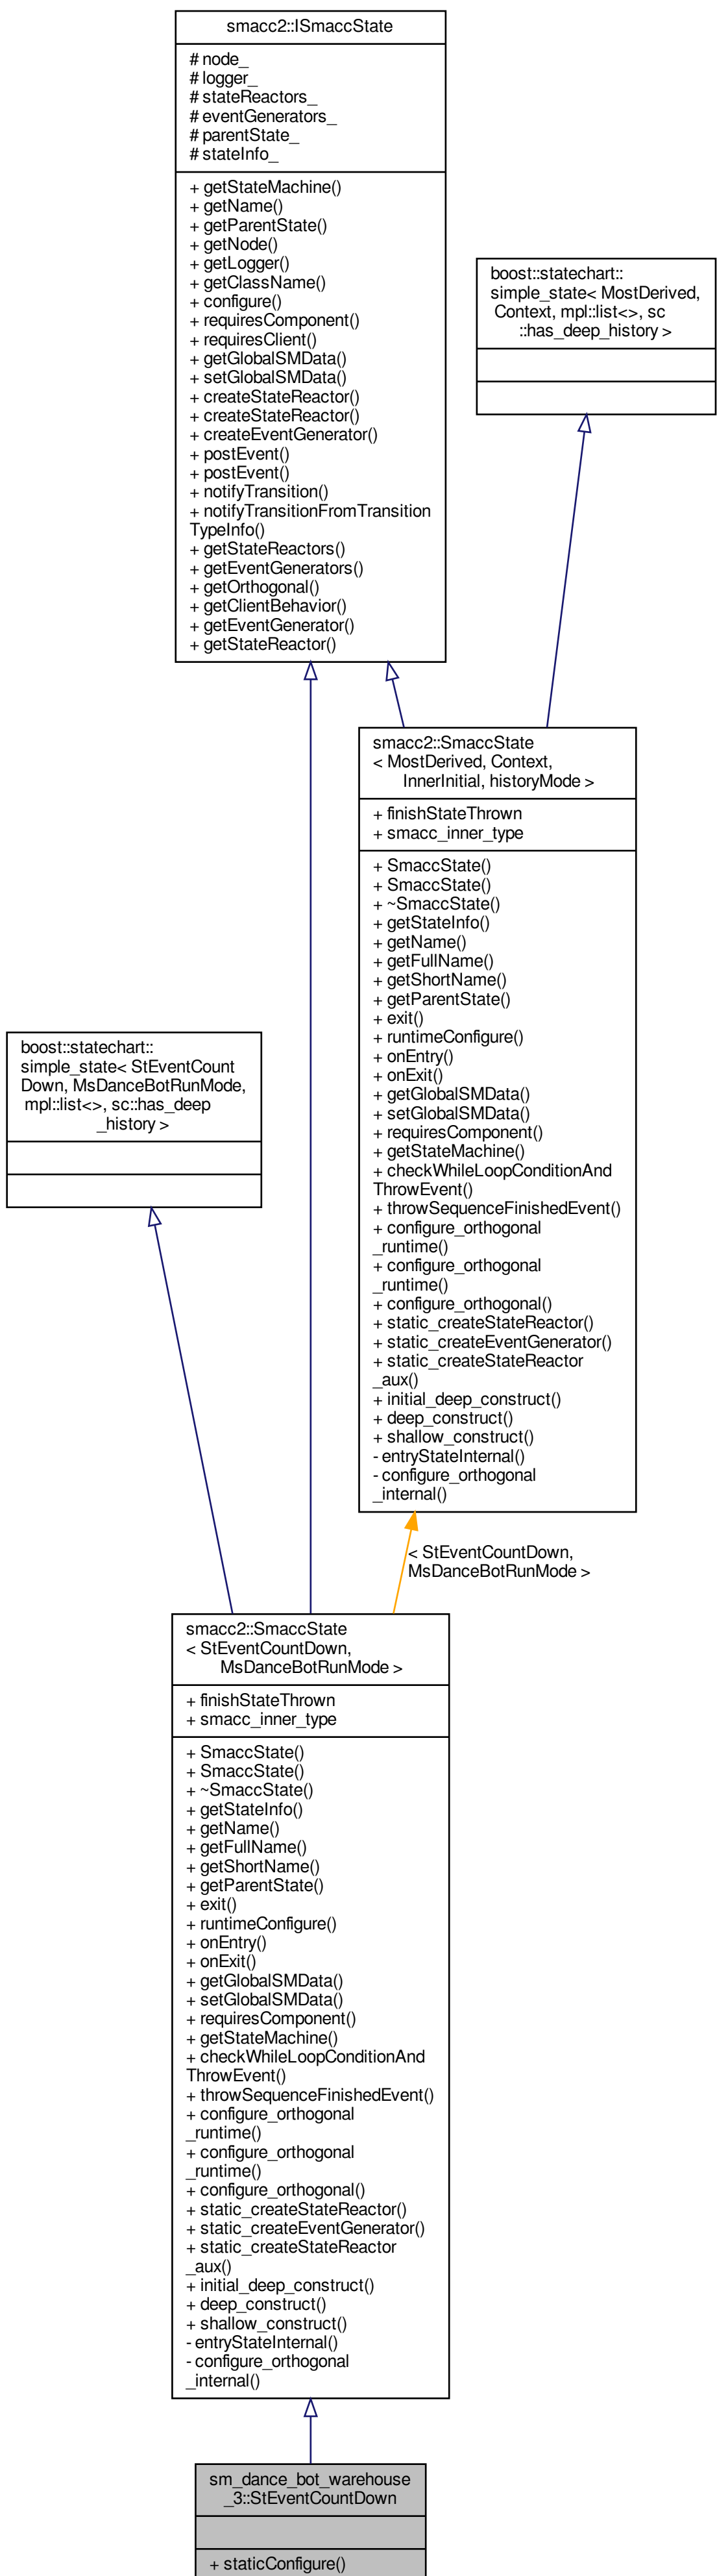 smacc2::ISmaccState
# node_
# logger_
# stateReactors_
# eventGenerators_
# parentState_
# stateInfo_
+ getStateMachine()
+ getName()
+ getParentState()
+ getNode()
+ getLogger()
+ getClassName()
+ configure()
+ requiresComponent()
+ requiresClient()
+ getGlobalSMData()
+ setGlobalSMData()
+ createStateReactor()
+ createStateReactor()
+ createEventGenerator()
+ postEvent()
+ postEvent()
+ notifyTransition()
+ notifyTransitionFromTransition
TypeInfo()
+ getStateReactors()
+ getEventGenerators()
+ getOrthogonal()
+ getClientBehavior()
+ getEventGenerator()
+ getStateReactor()
boost::statechart::
simple_state< MostDerived,
Context, mpl::list<>, sc
::has_deep_history >
smacc2::SmaccState
< MostDerived, Context,
InnerInitial, historyMode >
+ finishStateThrown
+ smacc_inner_type
+ SmaccState()
+ SmaccState()
+ ~SmaccState()
+ getStateInfo()
+ getName()
+ getFullName()
+ getShortName()
+ getParentState()
+ exit()
+ runtimeConfigure()
+ onEntry()
+ onExit()
+ getGlobalSMData()
+ setGlobalSMData()
+ requiresComponent()
+ getStateMachine()
+ checkWhileLoopConditionAnd
ThrowEvent()
+ throwSequenceFinishedEvent()
+ configure_orthogonal
_runtime()
+ configure_orthogonal
_runtime()
+ configure_orthogonal()
+ static_createStateReactor()
+ static_createEventGenerator()
+ static_createStateReactor
_aux()
+ initial_deep_construct()
+ deep_construct()
+ shallow_construct()
- entryStateInternal()
- configure_orthogonal
_internal()
boost::statechart::
simple_state< StEventCount
Down, MsDanceBotRunMode,
mpl::list<>, sc::has_deep
_history >
< StEventCountDown,
MsDanceBotRunMode >
smacc2::SmaccState
< StEventCountDown,
MsDanceBotRunMode >
+ finishStateThrown
+ smacc_inner_type
+ SmaccState()
+ SmaccState()
+ ~SmaccState()
+ getStateInfo()
+ getName()
+ getFullName()
+ getShortName()
+ getParentState()
+ exit()
+ runtimeConfigure()
+ onEntry()
+ onExit()
+ getGlobalSMData()
+ setGlobalSMData()
+ requiresComponent()
+ getStateMachine()
+ checkWhileLoopConditionAnd
ThrowEvent()
+ throwSequenceFinishedEvent()
+ configure_orthogonal
_runtime()
+ configure_orthogonal
_runtime()
+ configure_orthogonal()
+ static_createStateReactor()
+ static_createEventGenerator()
+ static_createStateReactor
_aux()
+ initial_deep_construct()
+ deep_construct()
+ shallow_construct()
- entryStateInternal()
- configure_orthogonal
_internal()
sm_dance_bot_warehouse
_3::StEventCountDown
+ staticConfigure()